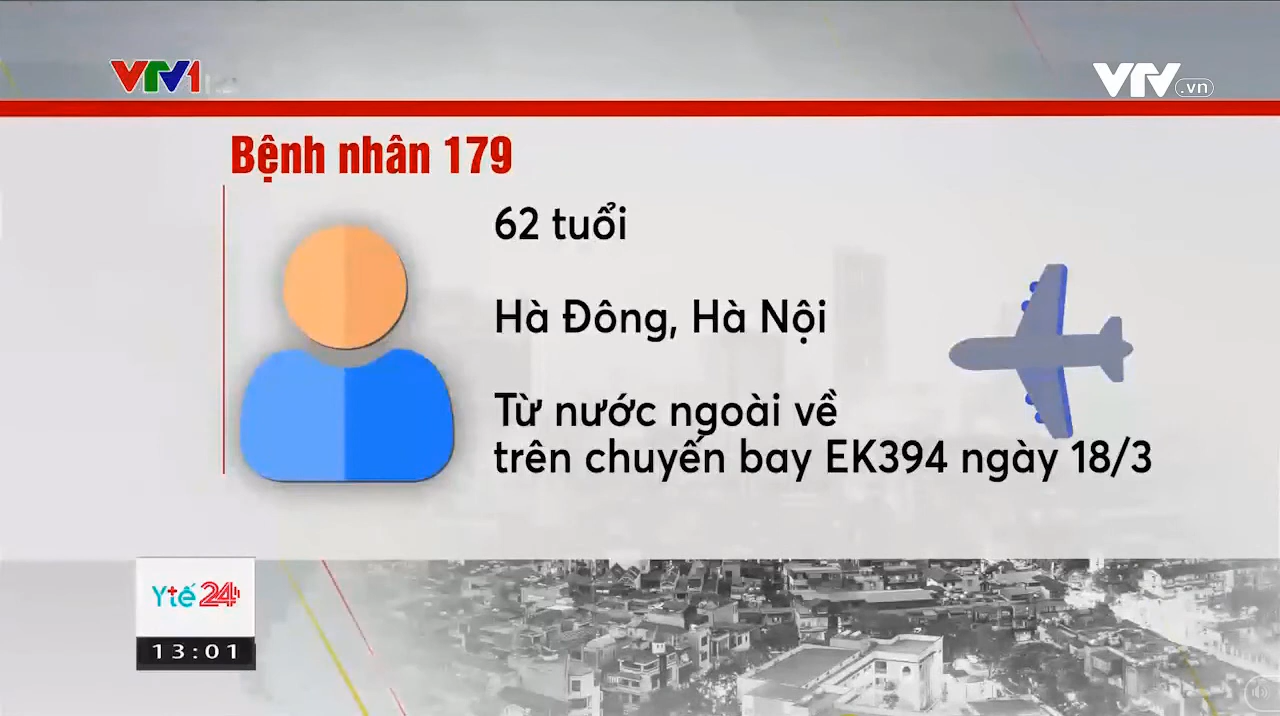 VTV1
VTV.vn
Bệnh nhân 179
62 tuổi
Hà Đông, Hà Nội
Từ nước ngoài về
trên chuyến bay EK394 ngày 18/3
Y tế 24h
13:01